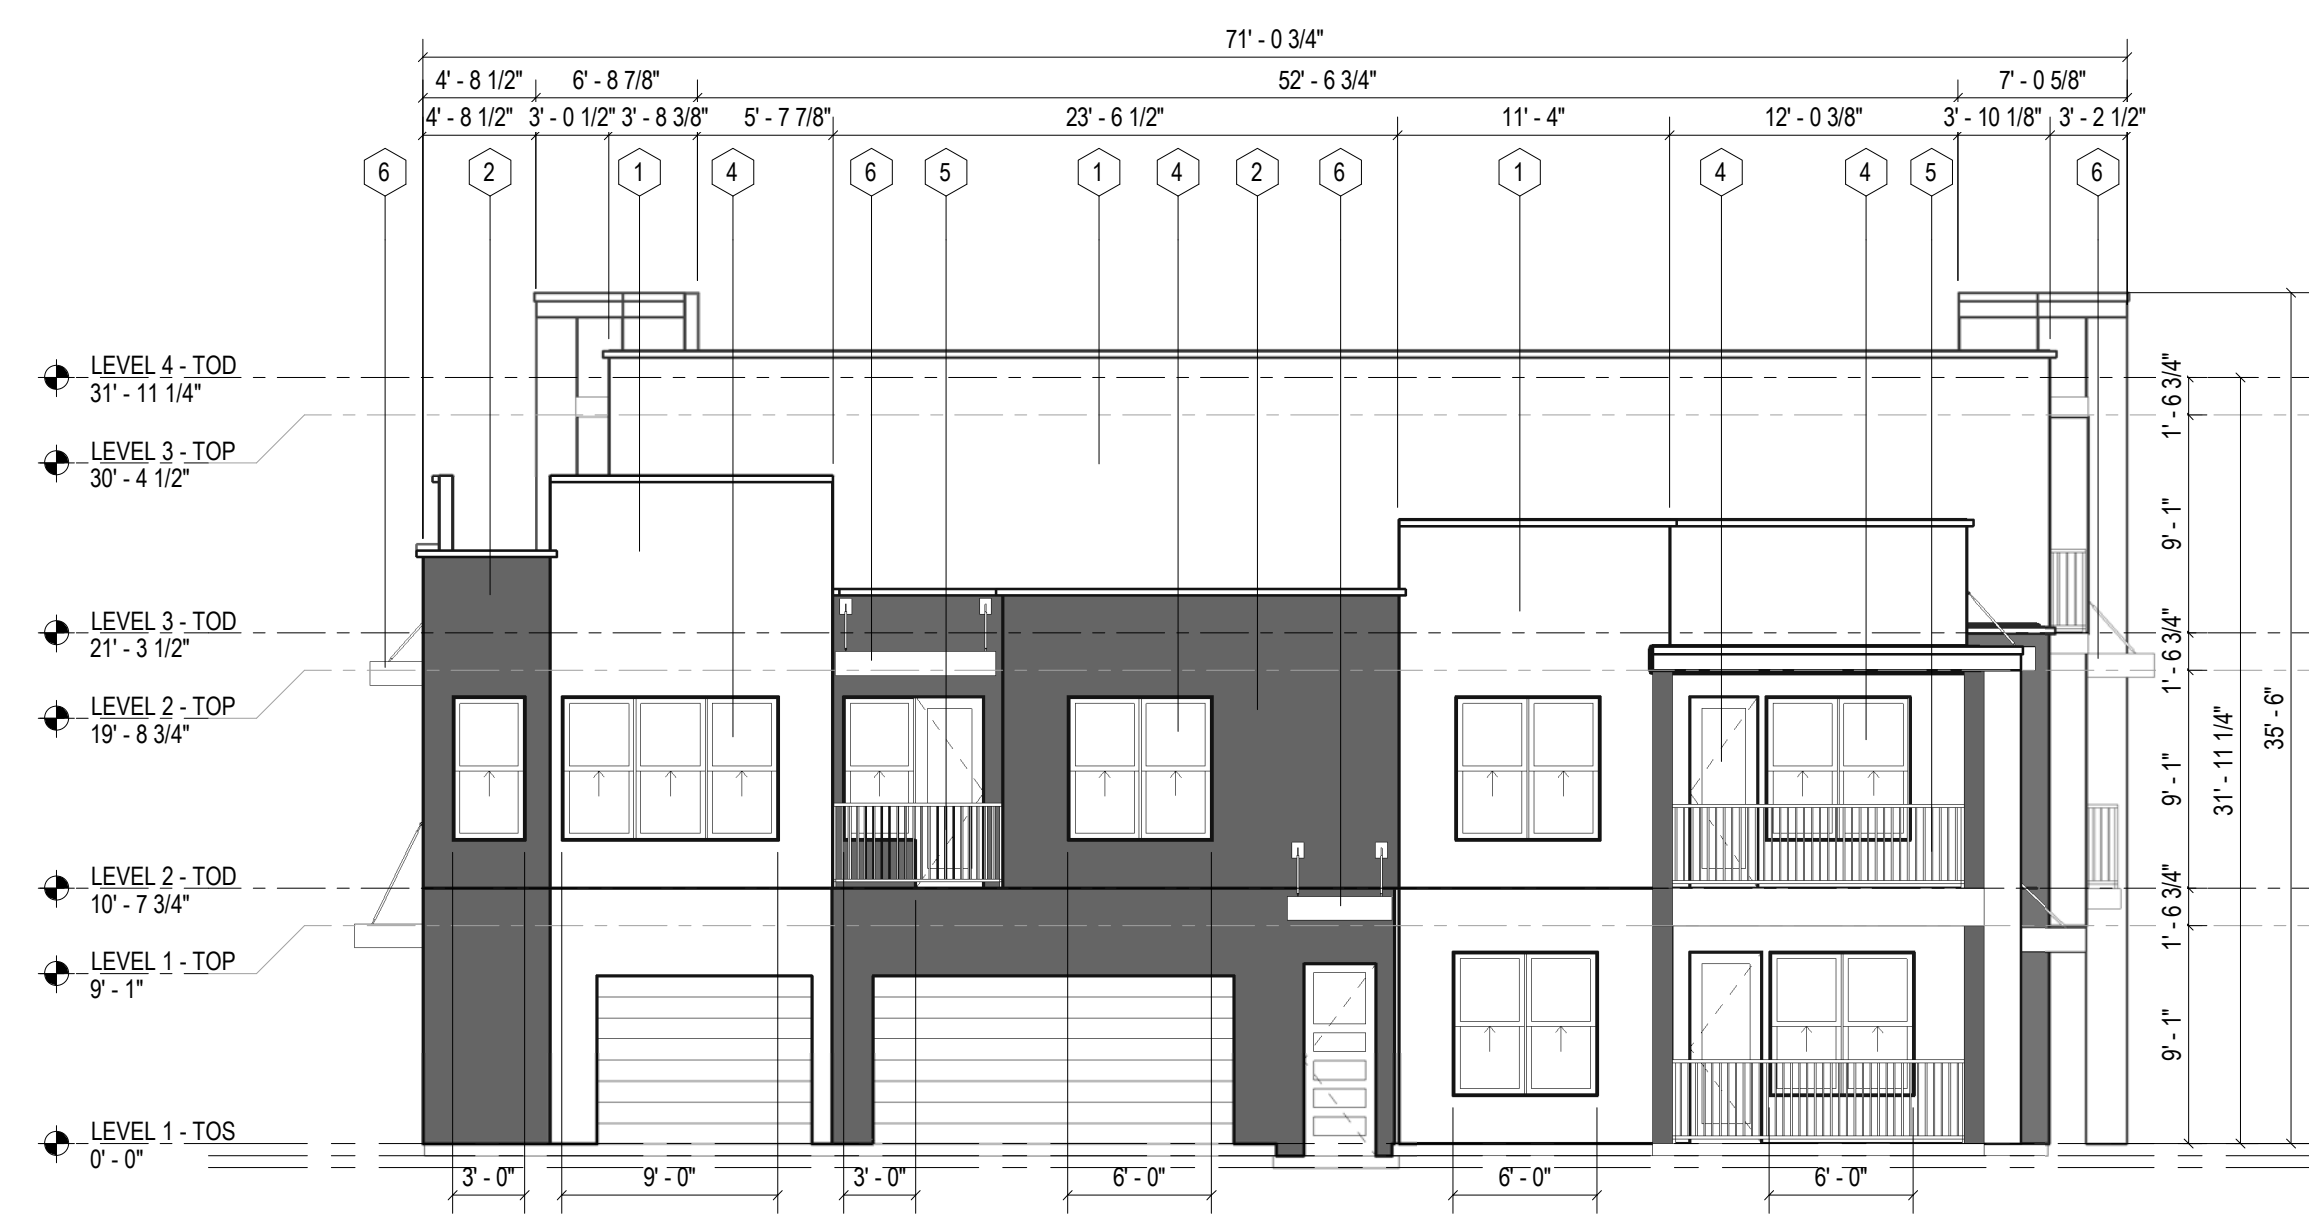 71' - 0 3/4"
4' - 8 1/2" 6' - 8 7/8" 52' - 6 3/4" 7' - 0 5/8"
4' - 8 1/2" 3' - 0 1/2" 3' - 8 3/8" 5' - 7 7/8" 23' - 6 1/2" 11' - 4" 12' - 0 3/8" 3' - 10 1/8" 3' - 2 1/2"
6 2 1 4 6 5 1 4 2 6 1 4 4 5 6
LEVEL 4 - TOD
31' - 11 1/4"
LEVEL 3 - TOP
30' - 4 1/2"
LEVEL 3 - TOD
21' - 3 1/2"
LEVEL 2 - TOP
19' - 8 3/4"
LEVEL 2 - TOD
10' - 7 3/4"
LEVEL 1 - TOP
9' - 1"
LEVEL 1 - TOS
0' - 0"
1' - 6 3/4"
9' - 1"
1' - 6 3/4"
9' - 1"
1' - 6 3/4"
9' - 1"
31' - 11 1/4"
35' - 6"
3' - 0" 9' - 0" 3' - 0" 6' - 0" 6' - 0" 6' - 0"